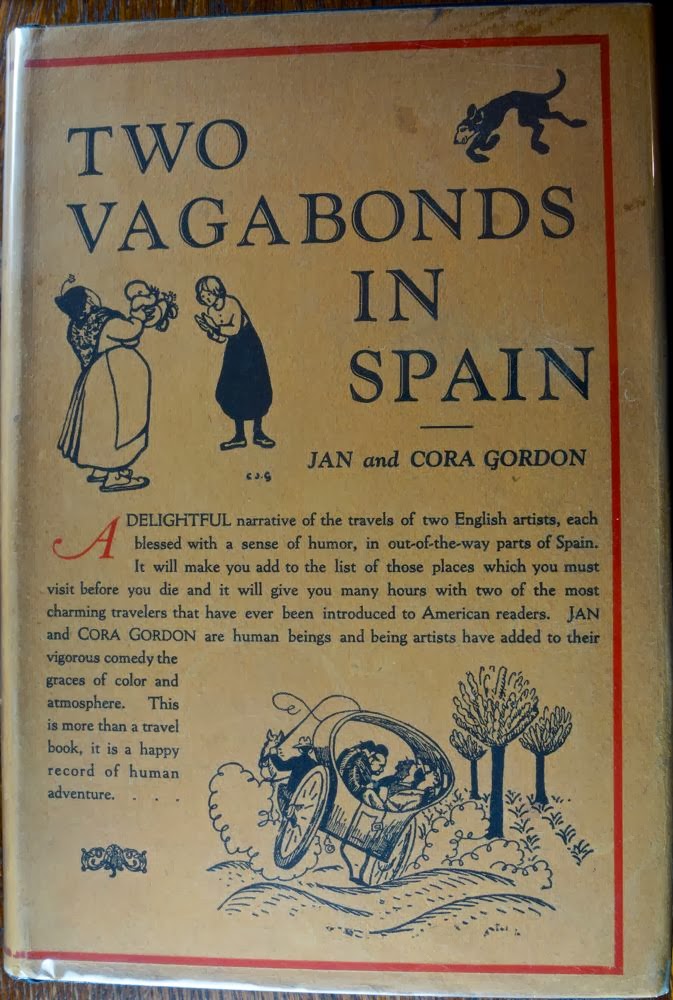 TWO
VAGABONDS
IN
SPAIN
JAN and CORA GORDON
C.J.G
A DELIGHTFUL narrative of the travels of two English artists, each
blessed with a sense of humor, in out-of-the-way parts of Spain.
It will make you add to the list of those places which you must
visit before you die and it will give you many hours with two of the most
charming travelers that have ever been introduced to American readers. JAN
and CORA GORDON are human beings and being artists have added to their
vigorous comedy the
graces of color and
atmosphere. This
is more than a travel
book, it is a happy
record of human
adventure. . . .